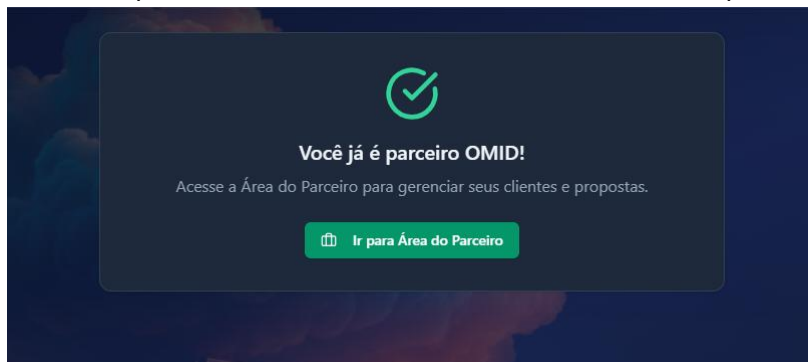 Você já é parceiro OMID!
Acesse a Área do Parceiro para gerenciar seus clientes e propostas.
Ir para Área do Parceiro